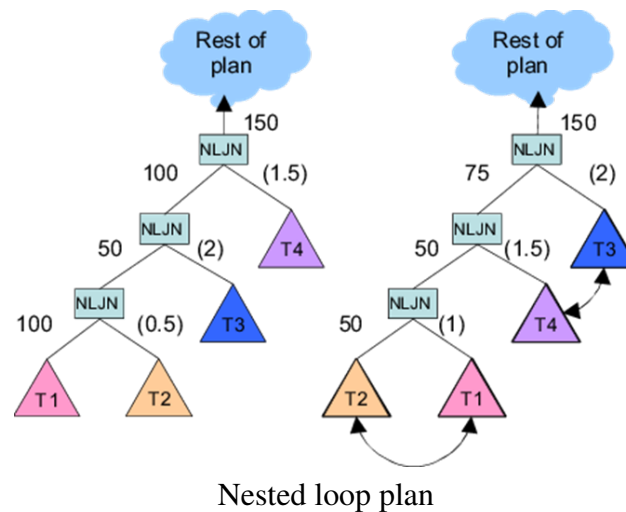 Rest of
plan
150
NLJN
100
(1.5)
NLJN
T4
50
(2)
NLJN
T3
100
(0.5)
T1
T2
Rest of
plan
150
NLJN
75
(2)
NLJN
T3
50
(1.5)
NLJN
T4
50
(1)
T2
T1
Nested loop plan